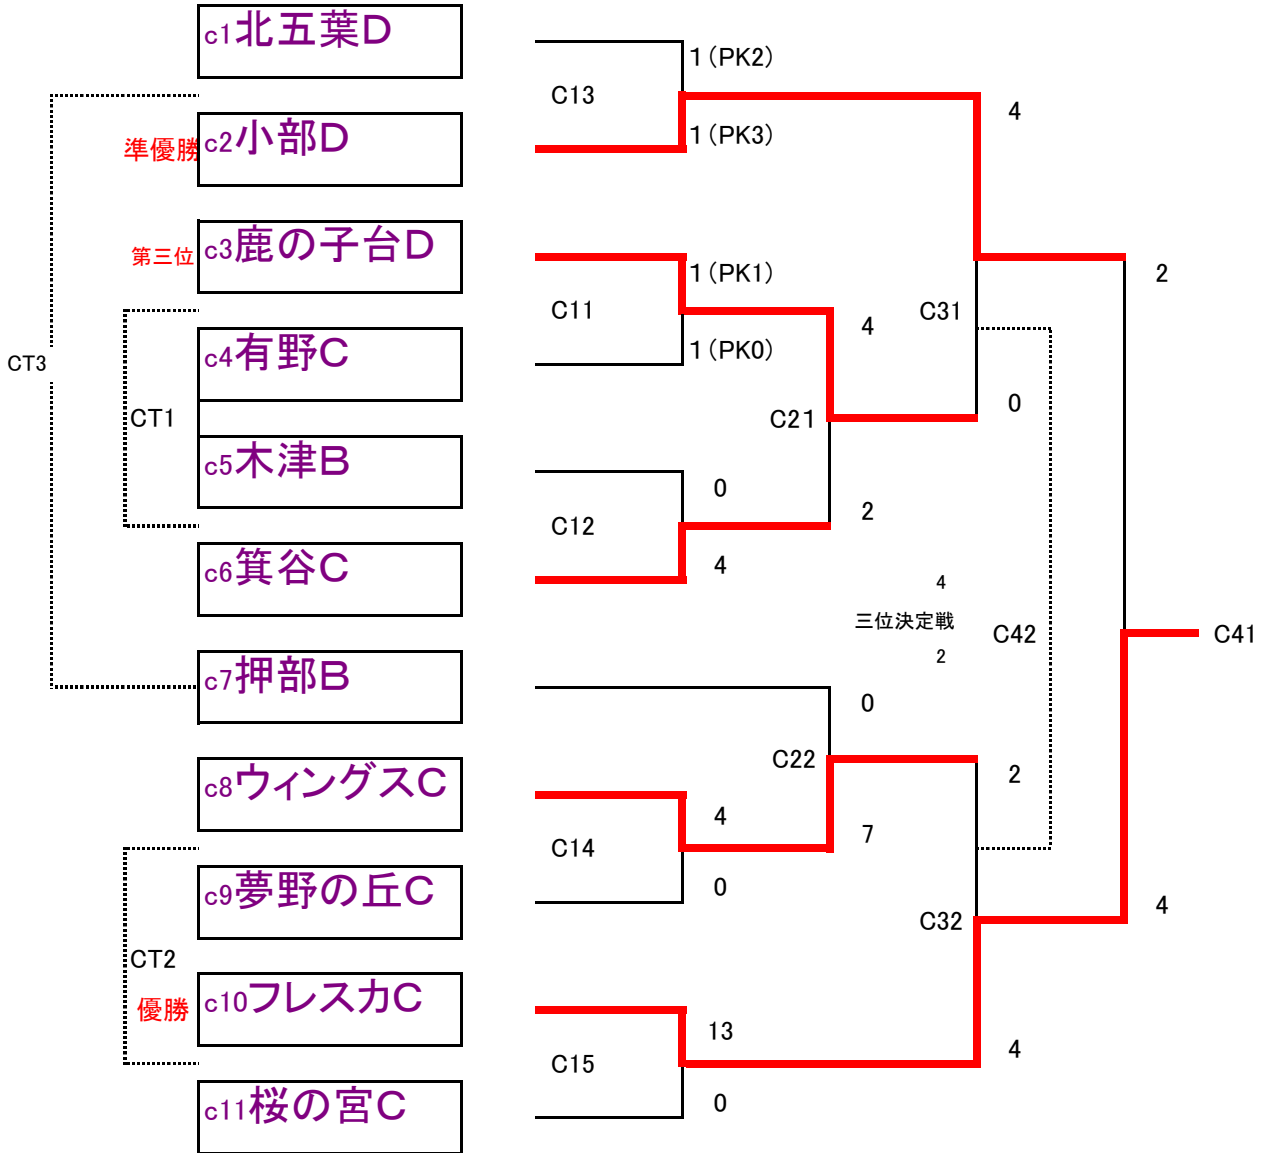 c1北五葉D
1(PK2)
C13
4
準優勝
c2小部D
1(PK3)
第三位
c3鹿の子台D
1(PK1)
2
C11
C31
4
c4有野C
1(PK0)
CT3
CT1
C21
0
c5木津B
0
C12
2
c6箕谷C
4
4
三位決定戦
C42
C41
2
c7押部B
0
C22
2
c8ウィングスC
4
7
C14
c9夢野の丘C
0
4
C32
CT2
優勝
c10フレスカC
13
4
C15
c11桜の宮C
0